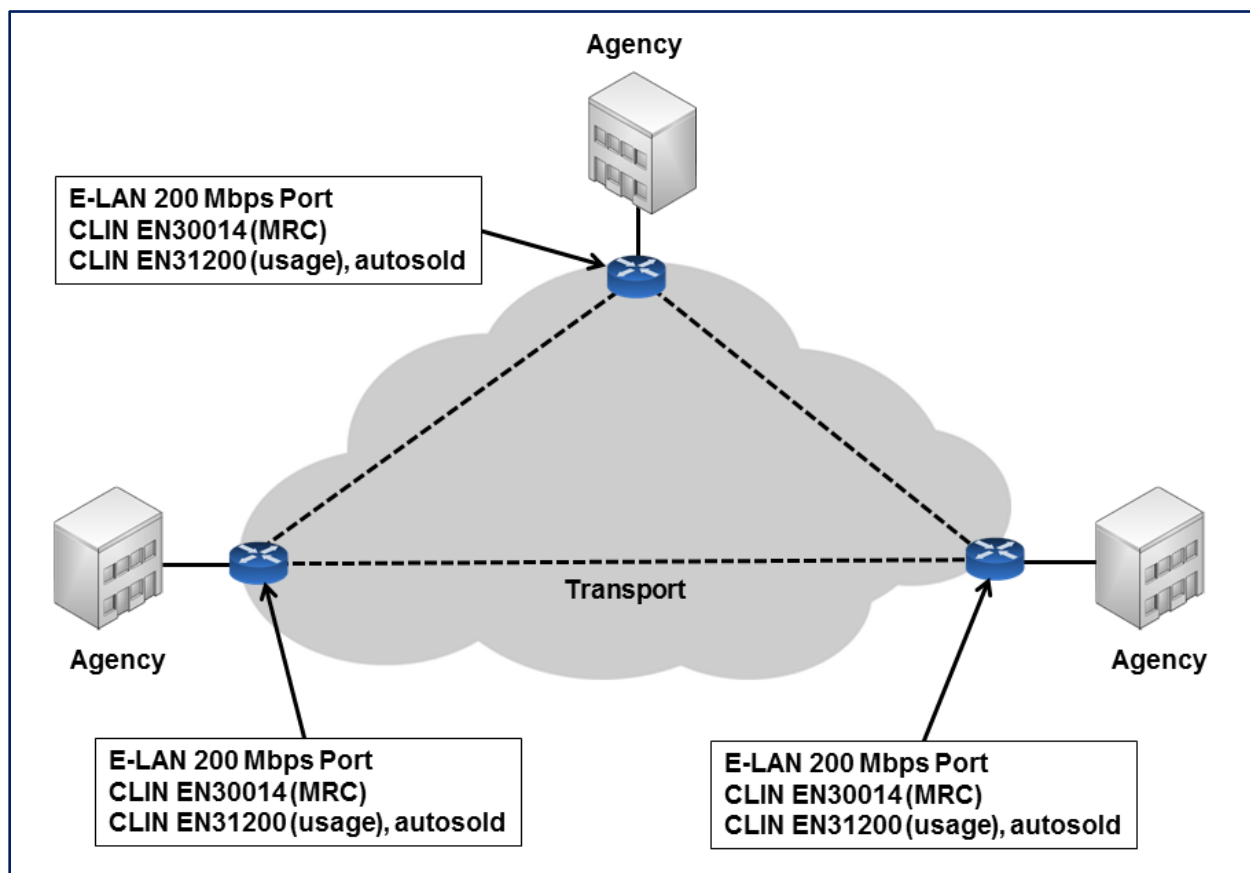 Agency
E-LAN 200 Mbps Port
CLIN EN30014 (MRC)
CLIN EN31200 (usage), autosold
Transport
Agency
Agency
E-LAN 200 Mbps Port
CLIN EN30014 (MRC)
CLIN EN31200 (usage), autosold
E-LAN 200 Mbps Port
CLIN EN30014 (MRC)
CLIN EN31200 (usage), autosold